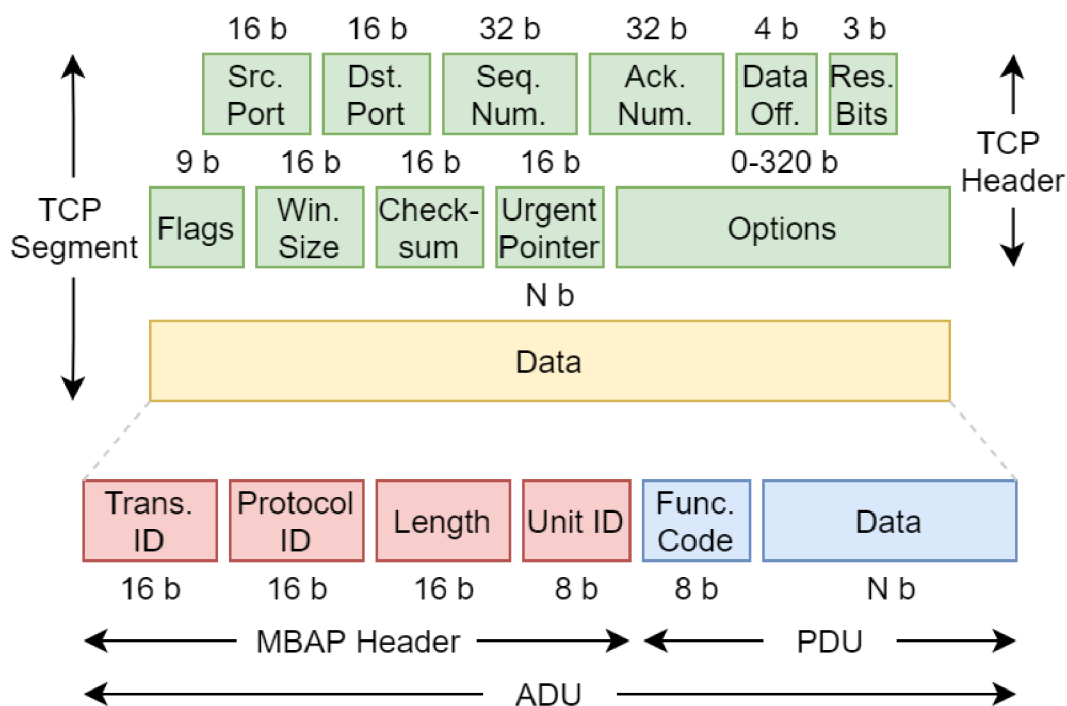 16 b 16 b 32 b 32 b 4 b 3 b
Src. Port
Dst. Port
Seq. Num.
Ack. Num.
Data Off.
Res. Bits
TCP Header
9 b 16 b 16 b 16 b 0-320 b
TCP Segment
Flags
Win. Size
Check-
sum
Urgent Pointer
Options
N b
Data
Trans. ID
Protocol ID
Length
Unit ID
Func. Code
Data
16 b 16 b 16 b 8 b 8 b N b
MBAP Header
PDU
ADU